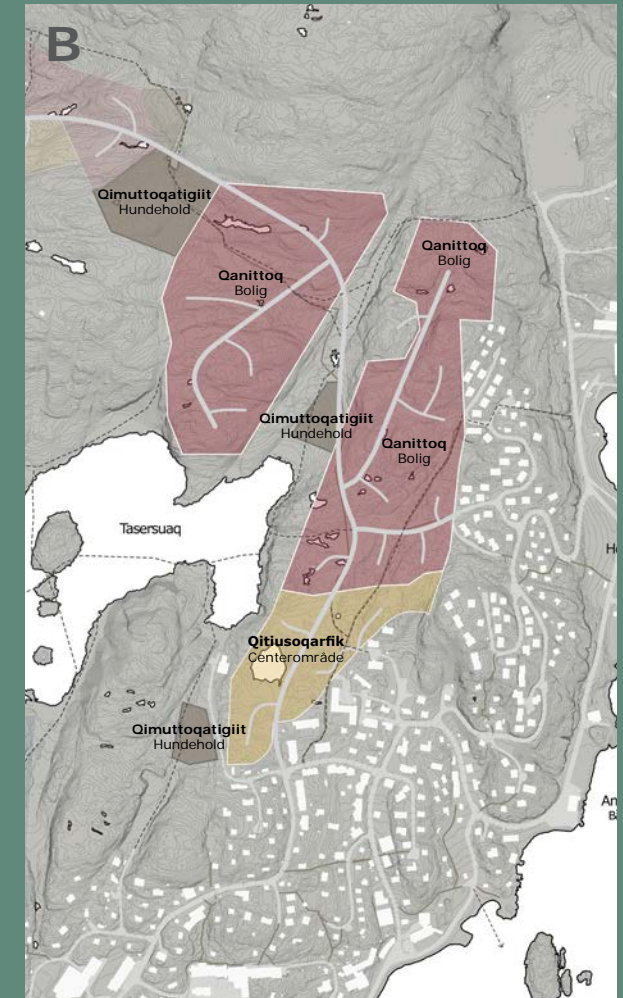 B
Qimuttoqatigiit
Hundehold
Qanittoq
Bolig
Qanittoq
Bolig
Qimuttoqatigiit
Hundehold
Qanittoq
Bolig
Tasersuaq
Qitiusoqarfik
Centerområde
Qimuttoqatigiit
Hundehold